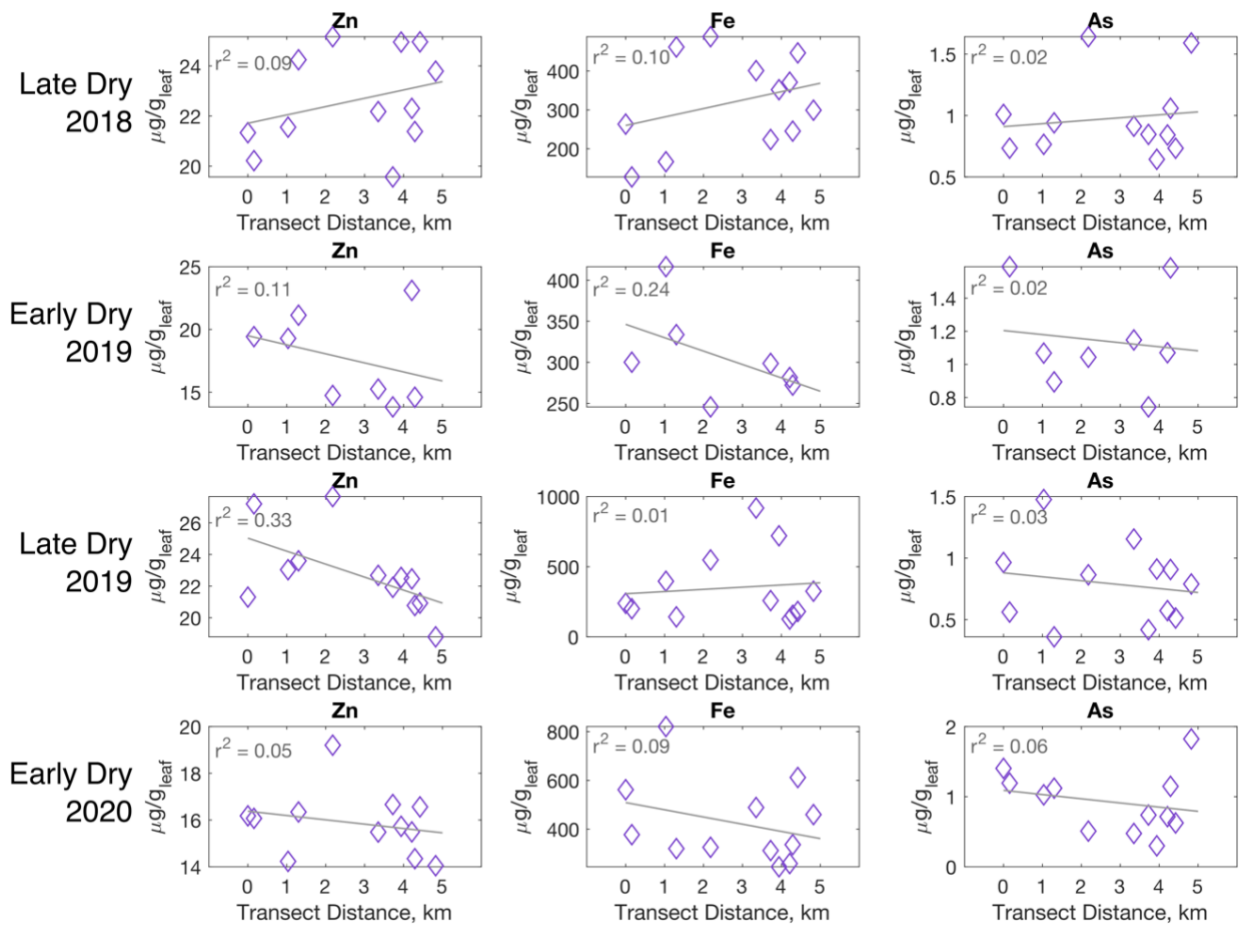 Zn Fe As
Late Dry
2018
r² = 0.09
r² = 0.10
r² = 0.02
μg/g_leaf
24
22
20
μg/g_leaf
400
300
200
μg/g_leaf
1.5
1
0.5
0 1 2 3 4 5
0 1 2 3 4 5
0 1 2 3 4 5
Transect Distance, km
Transect Distance, km
Transect Distance, km
Zn Fe As
Early Dry
2019
r² = 0.11
r² = 0.24
r² = 0.02
μg/g_leaf
25
20
15
μg/g_leaf
400
350
300
250
μg/g_leaf
1.4
1.2
1
0.8
0 1 2 3 4 5
0 1 2 3 4 5
0 1 2 3 4 5
Transect Distance, km
Transect Distance, km
Transect Distance, km
Zn Fe As
Late Dry
2019
r² = 0.33
r² = 0.01
r² = 0.03
μg/g_leaf
26
24
22
20
μg/g_leaf
1000
500
0
μg/g_leaf
1.5
1
0.5
0 1 2 3 4 5
0 1 2 3 4 5
0 1 2 3 4 5
Transect Distance, km
Transect Distance, km
Transect Distance, km
Zn Fe As
Early Dry
2020
r² = 0.05
r² = 0.09
r² = 0.06
μg/g_leaf
20
18
16
14
μg/g_leaf
800
600
400
μg/g_leaf
2
1
0
0 1 2 3 4 5
0 1 2 3 4 5
0 1 2 3 4 5
Transect Distance, km
Transect Distance, km
Transect Distance, km